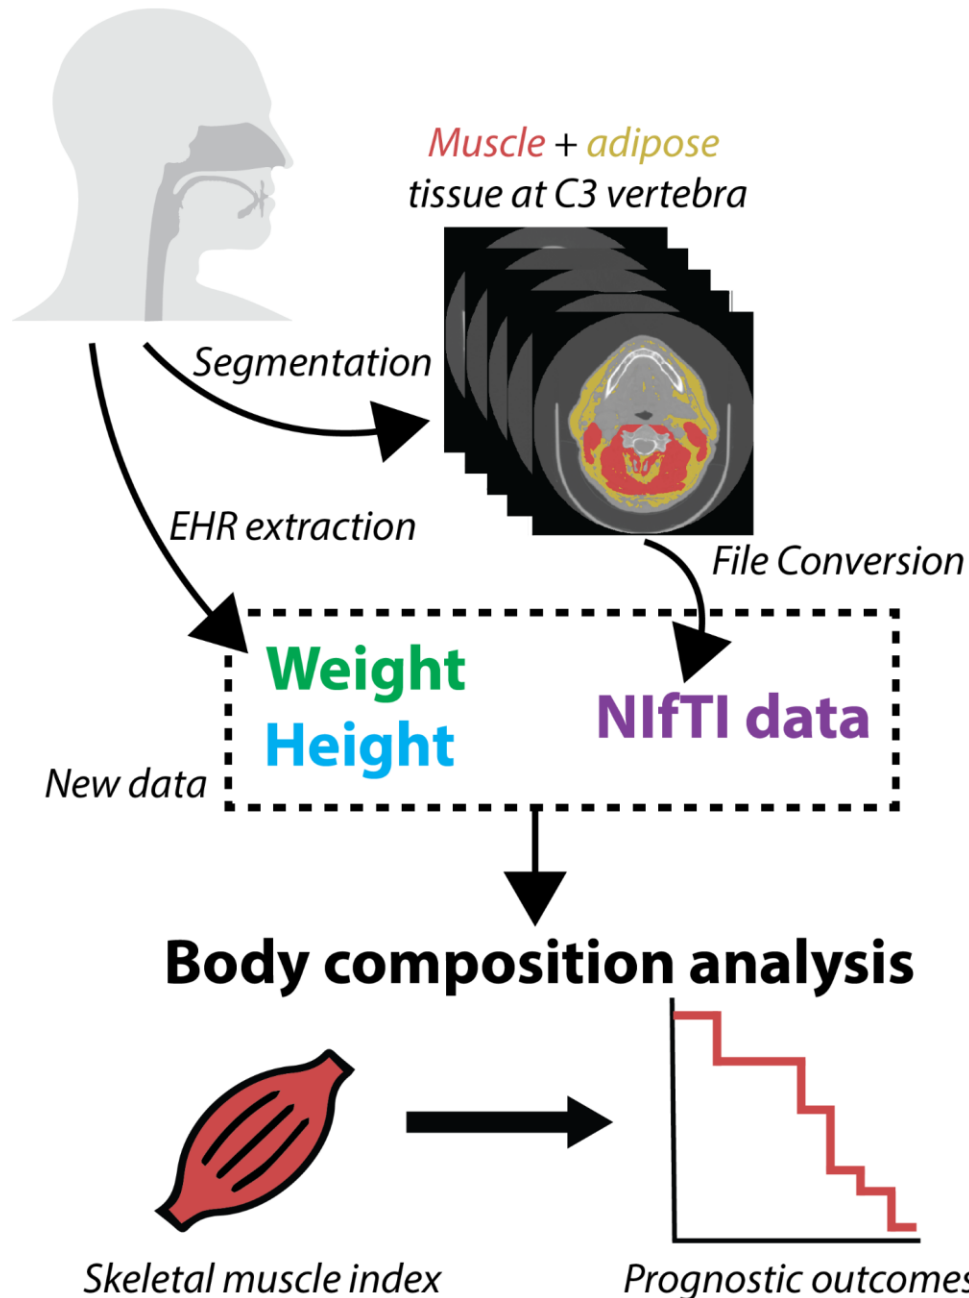 Muscle + adipose
tissue at C3 vertebra
Segmentation
EHR extraction
File Conversion
Weight
Height
NIfTI data
New data
Body composition analysis
Skeletal muscle index
Prognostic outcomes